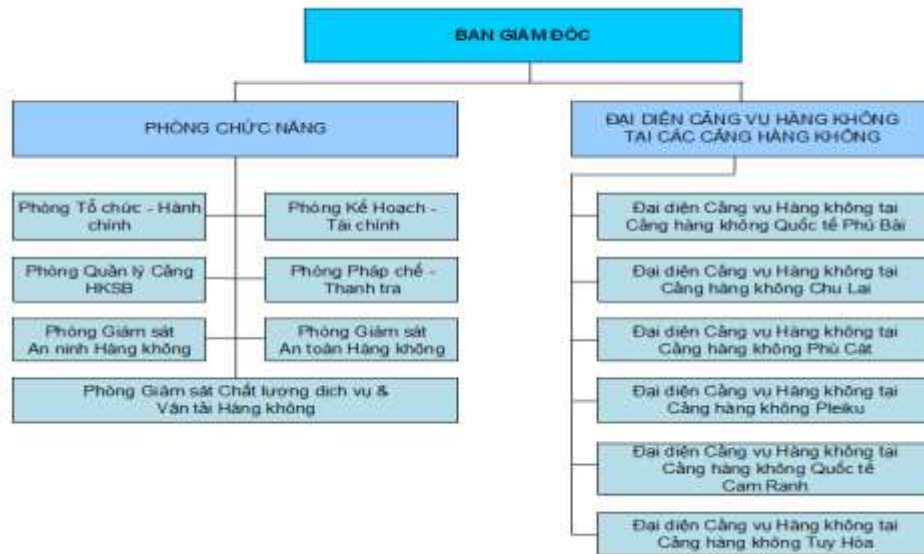 BAN GIÁM ĐỐC
PHÒNG CHỨC NĂNG
ĐẠI DIỆN CẢNG VỤ HÀNG KHÔNG
TẠI CÁC CẢNG HÀNG KHÔNG
Phòng Tổ chức - Hành
chính
Phòng Kế Hoạch -
Tài chính
Phòng Quản lý Cảng
HKSB
Phòng Pháp chế -
Thanh tra
Phòng Giám sát
An ninh Hàng không
Phòng Giám sát
An toàn Hàng không
Phòng Giám sát Chất lượng dịch vụ &
Vận tải Hàng không
Đại diện Cảng vụ Hàng không tại
Cảng hàng không Quốc tế Phú Bài
Đại diện Cảng vụ Hàng không tại
Cảng hàng không Chu Lai
Đại diện Cảng vụ Hàng không tại
Cảng hàng không Phù Cát
Đại diện Cảng vụ Hàng không tại
Cảng hàng không Pleiku
Đại diện Cảng vụ Hàng không tại
Cảng hàng không Quốc tế
Cam Ranh
Đại diện Cảng vụ Hàng không tại
Cảng hàng không Tuy Hòa